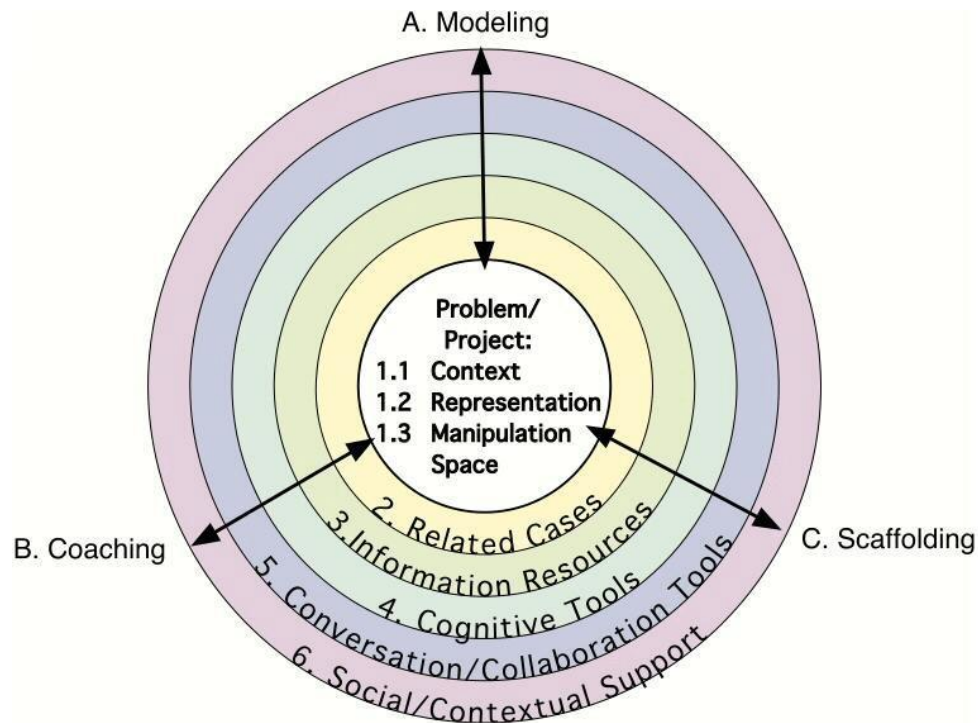 A. Modeling
Problem/
Project:
1.1 Context
1.2 Representation
1.3 Manipulation
Space
2. Related Cases
3.Information Resources
4. Cognitive Tools
5. Conversation/Collaboration Tools
6. Social/Contextual Support
B. Coaching
C. Scaffolding